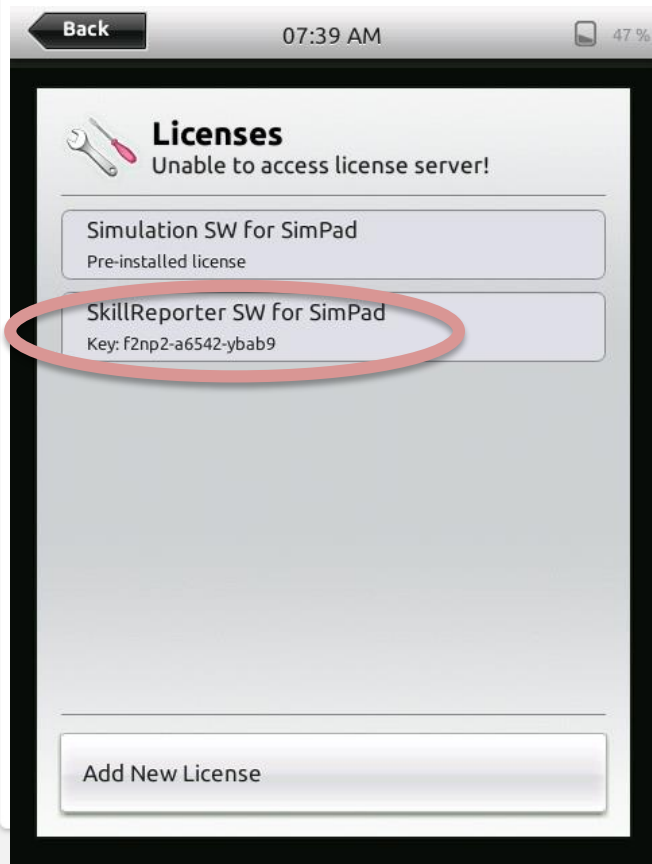 Back
07:39 AM
47 %
Licenses
Unable to access license server!
Simulation SW for SimPad
Pre-installed license
SkillReporter SW for SimPad
Key: f2np2-a6542-ybab9
Add New License